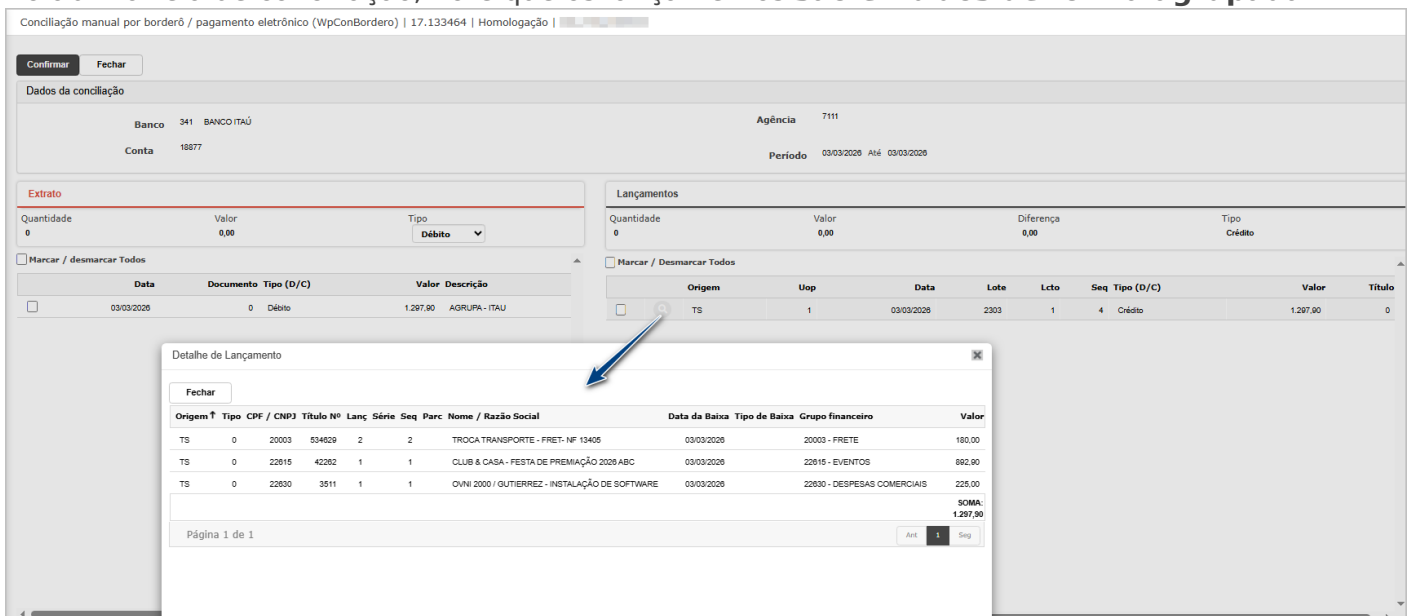 Conciliação manual por borderô / pagamento eletrônico (WpConBordero) | 17.133464 | Homologação |
Confirmar Fechar
Dados da conciliação
Banco 341 BANCO ITAÚ Agência 7111
Conta 18877 Período 03/03/2026 Até 03/03/2026
Extrato Lançamentos
Quantidade Valor Tipo Quantidade Valor Diferença Tipo
0 0,00 Débito 0 0,00 0,00 Crédito
Marcar / desmarcar Todos Marcar / Desmarcar Todos
Data Documento Tipo (D/C) Valor Descrição Origem Uop Data Lote Lcto Seq Tipo (D/C) Valor Título
03/03/2026 0 Débito 1.297,90 AGRUPA - ITAU TS 1 03/03/2026 2303 1 4 Crédito 1.297,90 0
Detalhe de Lançamento
Fechar
Origem↑ Tipo CPF / CNPJ Título Nº Lanç Série Seq Parc Nome / Razão Social Data da Baixa Tipo de Baixa Grupo financeiro Valor
TS 0 20003 534629 2 2 TROCA TRANSPORTE - FRET- NF 13405 03/03/2026 20003 - FRETE 180,00
TS 0 22615 42262 1 1 CLUB & CASA - FESTA DE PREMIAÇÃO 2026 ABC 03/03/2026 22615 - EVENTOS 892,90
TS 0 22630 3511 1 1 OVNI 2000 / GUTIERREZ - INSTALAÇÃO DE SOFTWARE 03/03/2026 22630 - DESPESAS COMERCIAIS 225,00
SOMA:
1.297,90
Página 1 de 1 Ant 1 Seg